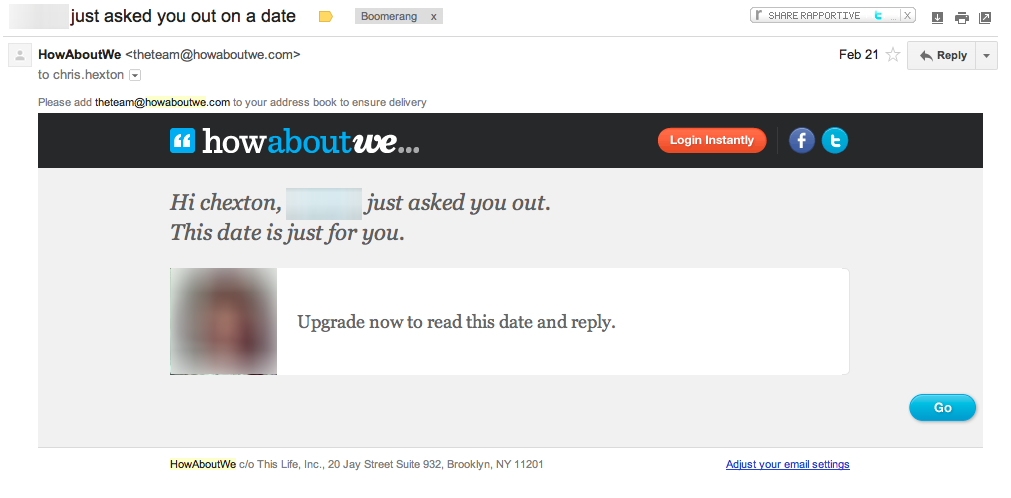 just asked you out on a date
Boomerang x
SHARE RAPPORTIVE
HowAboutWe <theteam@howaboutwe.com>
Feb 21
Reply
to chris.hexton
Please add theteam@howaboutwe.com to your address book to ensure delivery
howaboutwe...
Login Instantly
Hi chexton, just asked you out.
This date is just for you.
Upgrade now to read this date and reply.
Go
HowAboutWe c/o This Life, Inc., 20 Jay Street Suite 932, Brooklyn, NY 11201
Adjust your email settings